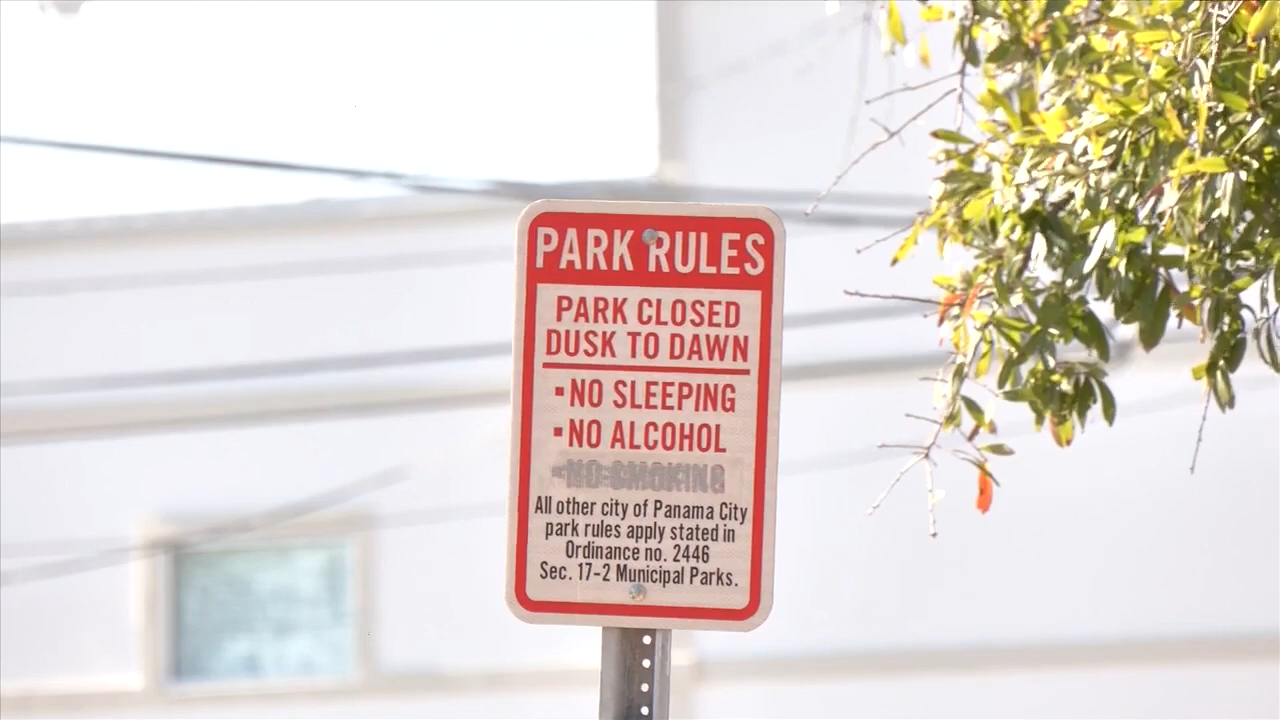 PARK RULES
PARK CLOSED
DUSK TO DAWN
▪NO SLEEPING
▪NO ALCOHOL
▪NO SMOKING
All other city of Panama City
park rules apply stated in
Ordinance no. 2446
Sec. 17-2 Municipal Parks.